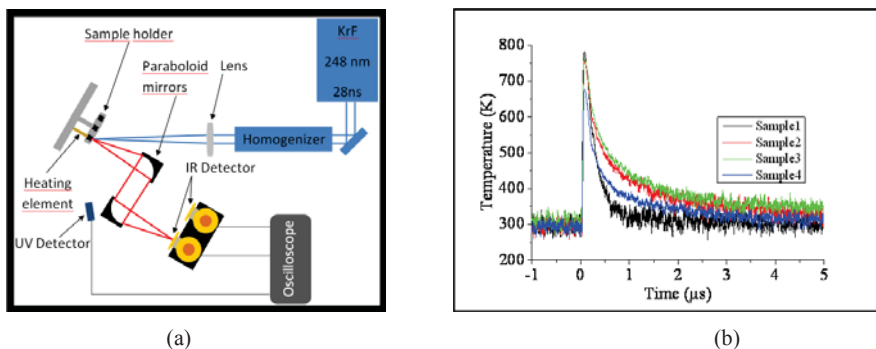 Sample holder
Paraboloid
mirrors
Lens
KrF
248 nm
28ns
Homogenizer
IR Detector
Heating
element
UV Detector
Oscilloscope
(a)
800
700
600
500
400
300
200
Temperature (K)
Sample1
Sample2
Sample3
Sample4
-1
0
1
2
3
4
5
Time (µs)
(b)